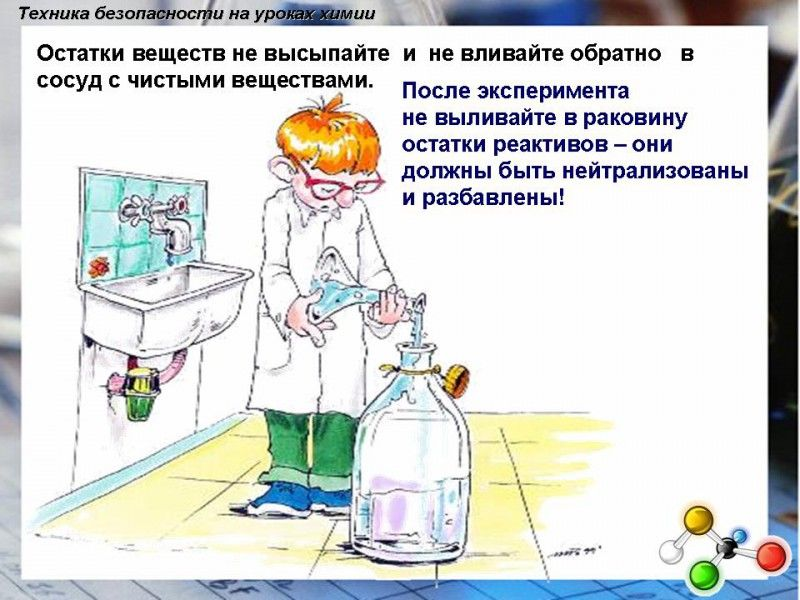 Техника безопасности на уроках химии
Остатки веществ не высыпайте и не вливайте обратно в
сосуд с чистыми веществами.
После эксперимента
не выливайте в раковину
остатки реактивов – они
должны быть нейтрализованы
и разбавлены!